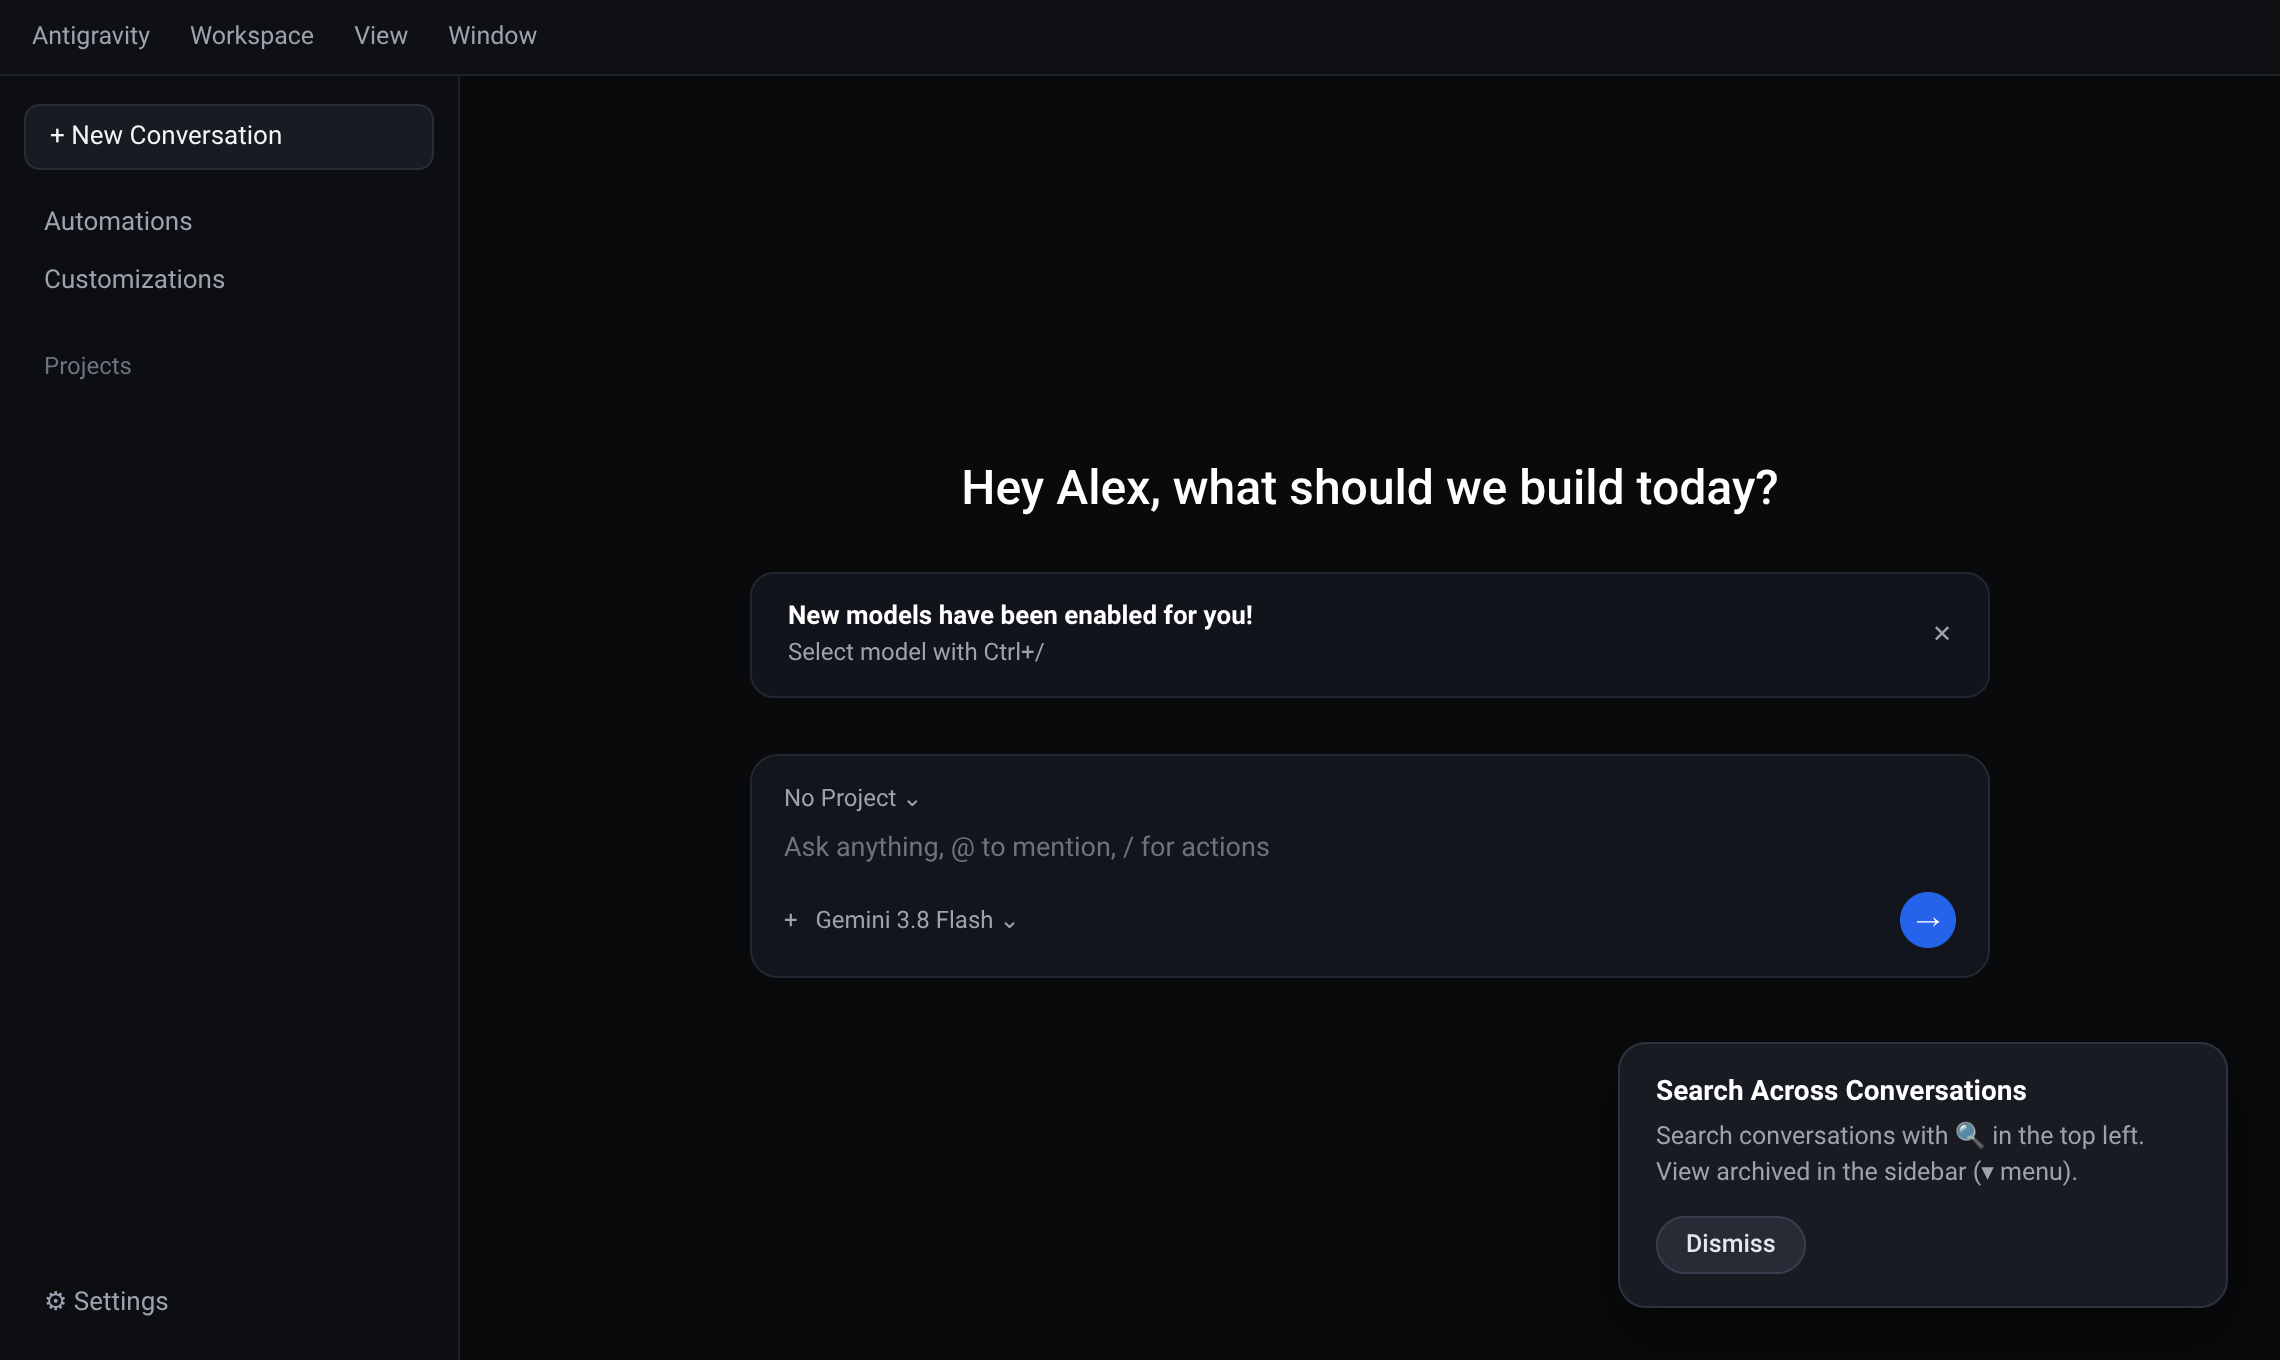 Antigravity Workspace View Window
+ New Conversation
Automations
Customizations
Projects
⚙ Settings
Hey Alex, what should we build today?
New models have been enabled for you!
Select model with Ctrl+/
×
No Project ⌄
Ask anything, @ to mention, / for actions
+ Gemini 3.8 Flash ⌄
→
Search Across Conversations
Search conversations with 🔍 in the top left.
View archived in the sidebar (▾ menu).
Dismiss